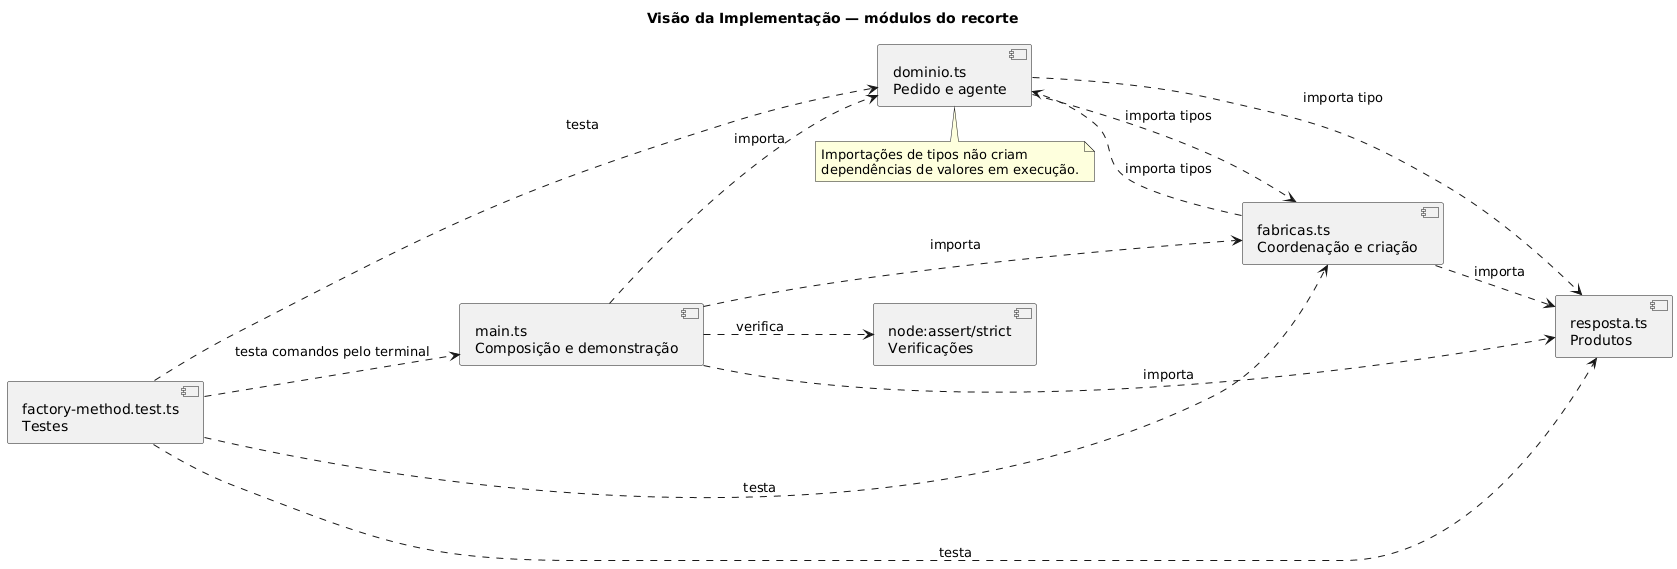 Visão da Implementação — módulos do recorte
dominio.ts
Pedido e agente
importa tipo
testa
importa
importa tipos
Importações de tipos não criam
dependências de valores em execução.
importa tipos
fabricas.ts
Coordenação e criação
importa
importa
resposta.ts
Produtos
main.ts
Composição e demonstração
verifica
node:assert/strict
Verificações
testa comandos pelo terminal
importa
factory-method.test.ts
Testes
testa
testa